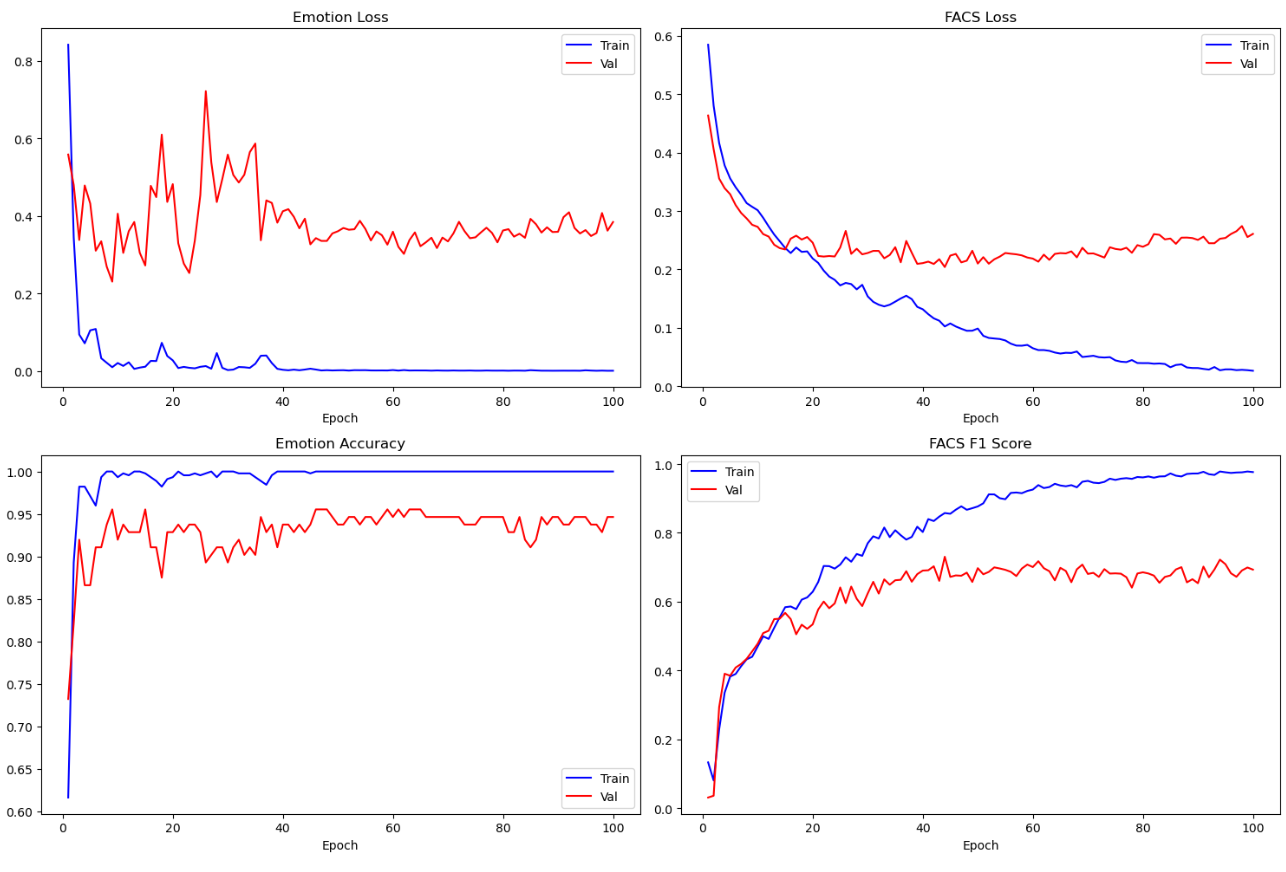 Emotion Loss
0.8
0.6
0.4
0.2
0.0
Train
Val
0 20 40 60 80 100
Epoch
FACS Loss
0.6
0.5
0.4
0.3
0.2
0.1
0.0
Train
Val
0 20 40 60 80 100
Epoch
Emotion Accuracy
1.00
0.95
0.90
0.85
0.80
0.75
0.70
0.65
0.60
Train
Val
0 20 40 60 80 100
Epoch
FACS F1 Score
1.0
0.8
0.6
0.4
0.2
0.0
Train
Val
0 20 40 60 80 100
Epoch